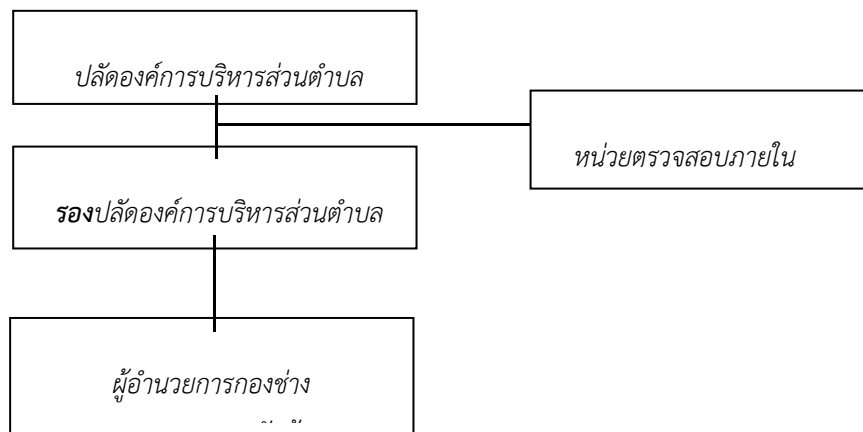 ปลัดองค์การบริหารส่วนตำบล
หน่วยตรวจสอบภายใน
รองปลัดองค์การบริหารส่วนตำบล
ผู้อำนวยการกองช่าง